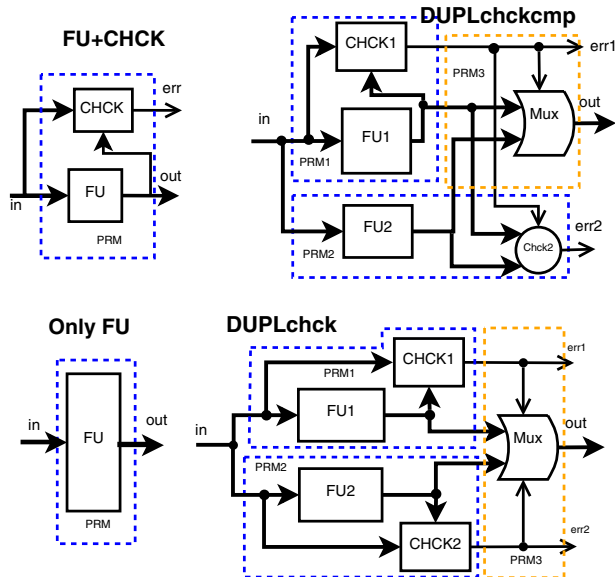 FU+CHCK
CHCK
err
in
FU
out
PRM
DUPLchckcmp
CHCK1
err1
PRM3
in
Mux
out
PRM1
FU1
FU2
PRM2
Chck2
err2
Only FU
in
FU
out
PRM
DUPLchck
CHCK1
err1
PRM1
FU1
in
Mux
out
PRM2
FU2
CHCK2
err2
PRM3